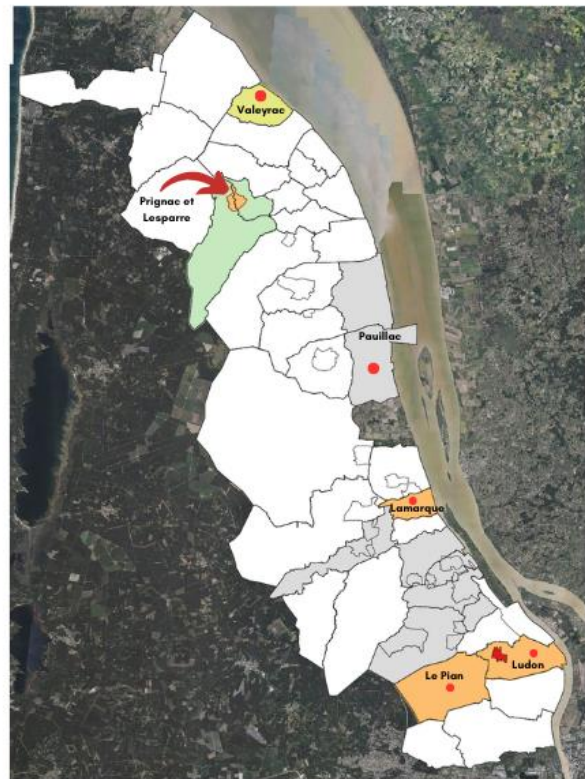 Valeyrac
Prignac et
Lesparre
Pauillac
Lamarque
Ludon
Le Pian